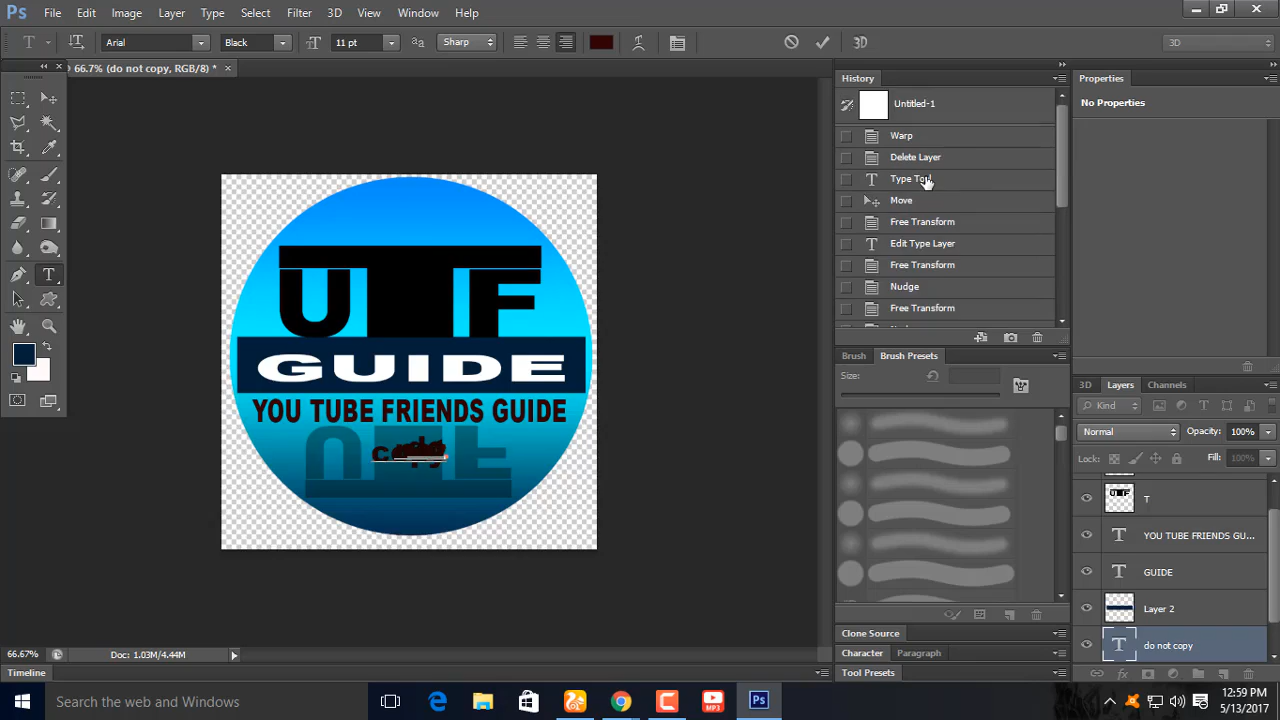 Ps File Edit Image Layer Type Select Filter 3D View Window Help
T Arial Black 11 pt Sharp 3D 3D
66.7% (do not copy, RGB/8) * ×
History
Properties
Untitled-1
No Properties
Warp
Delete Layer
Type Tool
Move
Free Transform
Edit Type Layer
Free Transform
Nudge
Free Transform
UTF
GUIDE
YOU TUBE FRIENDS GUIDE
copy
Brush Brush Presets
Size:
3D Layers Channels
Kind
Normal Opacity: 100%
Lock: Fill: 100%
T
YOU TUBE FRIENDS GU...
GUIDE
Layer 2
do not copy
Clone Source
Character Paragraph
Tool Presets
66.67% Doc: 1.03M/4.44M
Timeline
Search the web and Windows
MP3
Ps
12:59 PM
5/13/2017